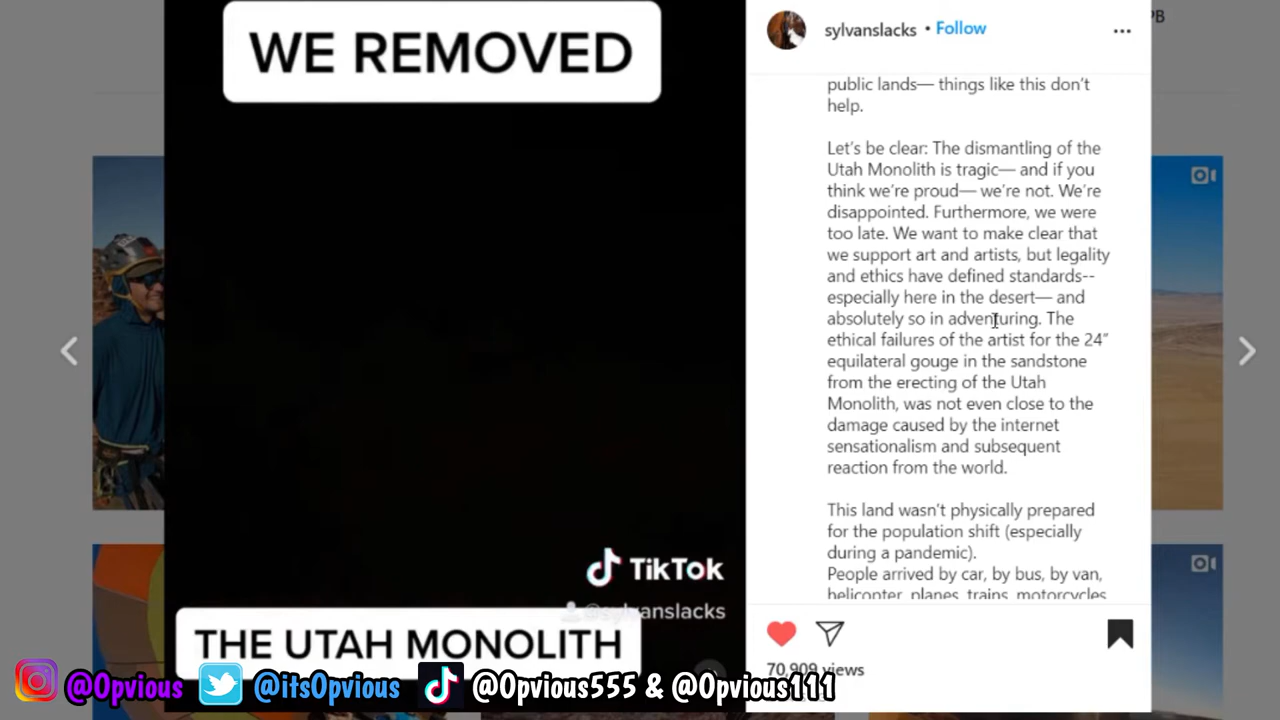 WE REMOVED
THE UTAH MONOLITH
TikTok
@sylvanslacks
sylvanslacks • Follow
PB
public lands— things like this don't
help.
Let's be clear: The dismantling of the
Utah Monolith is tragic— and if you
think we're proud— we're not. We're
disappointed. Furthermore, we were
too late. We want to make clear that
we support art and artists, but legality
and ethics have defined standards--
especially here in the desert— and
absolutely so in adventuring. The
ethical failures of the artist for the 24”
equilateral gouge in the sandstone
from the erecting of the Utah
Monolith, was not even close to the
damage caused by the internet
sensationalism and subsequent
reaction from the world.
This land wasn't physically prepared
for the population shift (especially
during a pandemic).
People arrived by car, by bus, by van,
helicopter, planes, trains, motorcycles
70,909 views
@Opvious @itsOpvious @Opvious555 & @Opvious111